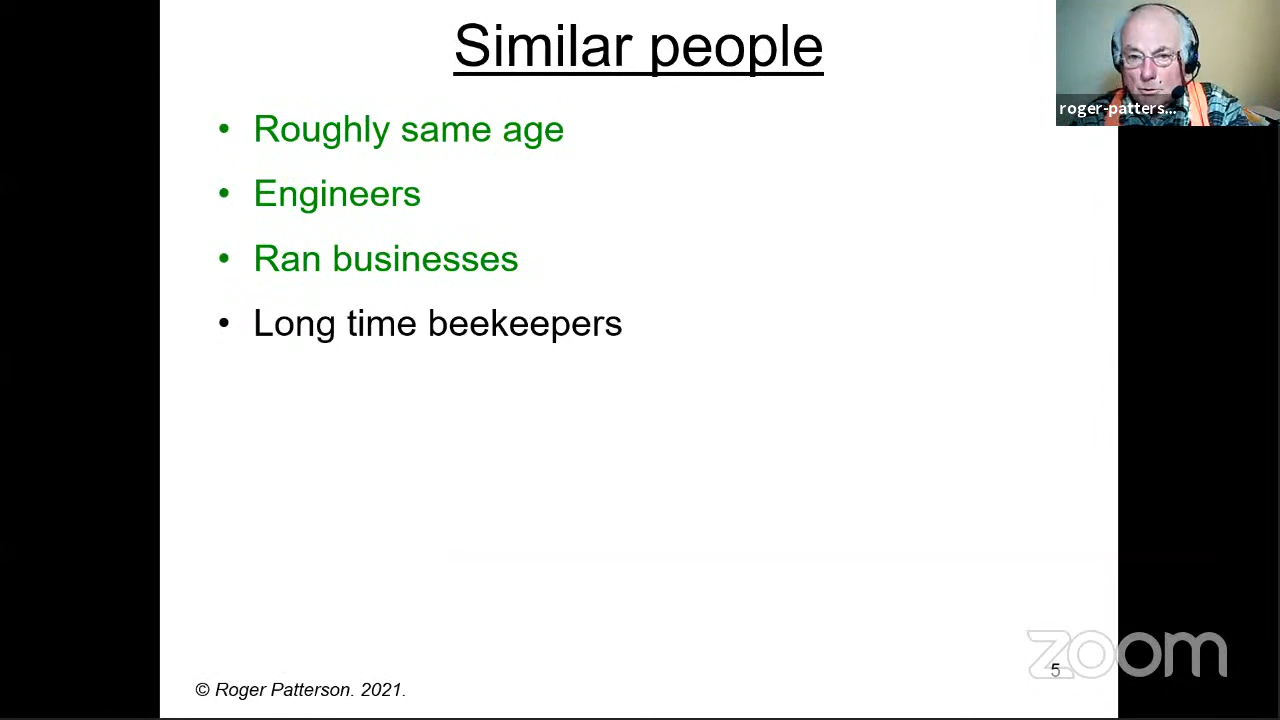 Similar people
roger-patters...
• Roughly same age
• Engineers
• Ran businesses
• Long time beekeepers
zoom
5
© Roger Patterson. 2021.